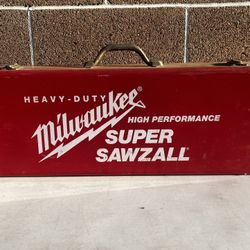 HEAVY-DUTY
Milwaukee®
HIGH PERFORMANCE
SUPER
SAWZALL®